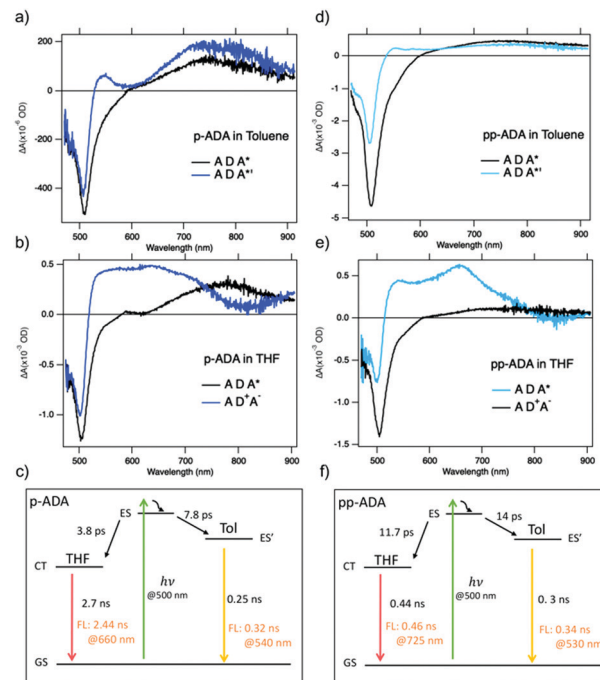 a)
200
0
-200
-400
ΔA(x10⁻⁶ OD)
p-ADA in Toluene
A D A*
A D A*'
500 600 700 800 900
Wavelength (nm)
d)
0
-1
-2
-3
-4
-5
ΔA(x10⁻³ OD)
pp-ADA in Toluene
A D A*
A D A*'
500 600 700 800 900
Wavelength (nm)
b)
0.5
0.0
-0.5
-1.0
ΔA(x10⁻³ OD)
p-ADA in THF
A D A*
A D⁺A⁻
500 600 700 800 900
Wavelength (nm)
e)
0.5
0.0
-0.5
-1.0
-1.5
ΔA(x10⁻³ OD)
pp-ADA in THF
A D A*
A D⁺A⁻
500 600 700 800 900
Wavelength (nm)
c)
p-ADA
ES
7.8 ps
3.8 ps
Tol
ES'
THF
CT
hν
@500 nm
2.7 ns
0.25 ns
FL: 2.44 ns
@660 nm
FL: 0.32 ns
@540 nm
GS
f)
pp-ADA
ES
14 ps
11.7 ps
Tol
ES'
THF
CT
hν
@500 nm
0.44 ns
0. 3 ns
FL: 0.46 ns
@725 nm
FL: 0.34 ns
@530 nm
GS